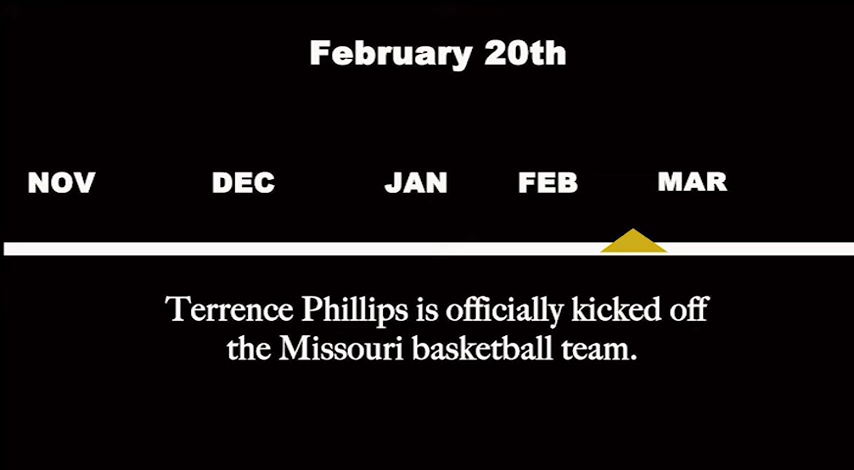 February 20th
NOV DEC JAN FEB MAR
Terrence Phillips is officially kicked off
the Missouri basketball team.